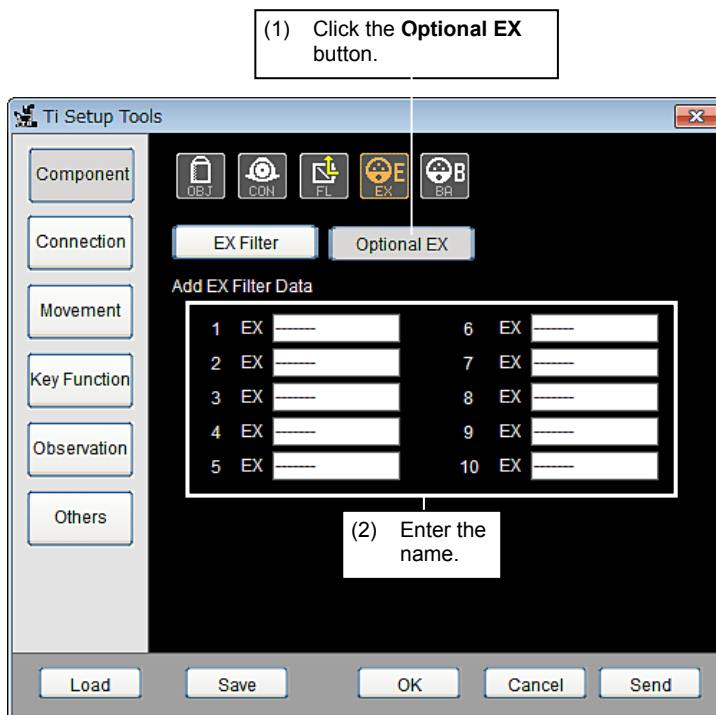 (1) Click the Optional EX
button.
Ti Setup Tools
Component
OBJ
CON
L
FL
E
EX
B
BA
Connection
EX Filter
Optional EX
Add EX Filter Data
Movement
1 EX -------
6 EX -------
2 EX -------
7 EX -------
Key Function
3 EX -------
8 EX -------
4 EX -------
9 EX -------
Observation
5 EX -------
10 EX -------
Others
(2) Enter the
name.
Load
Save
OK
Cancel
Send